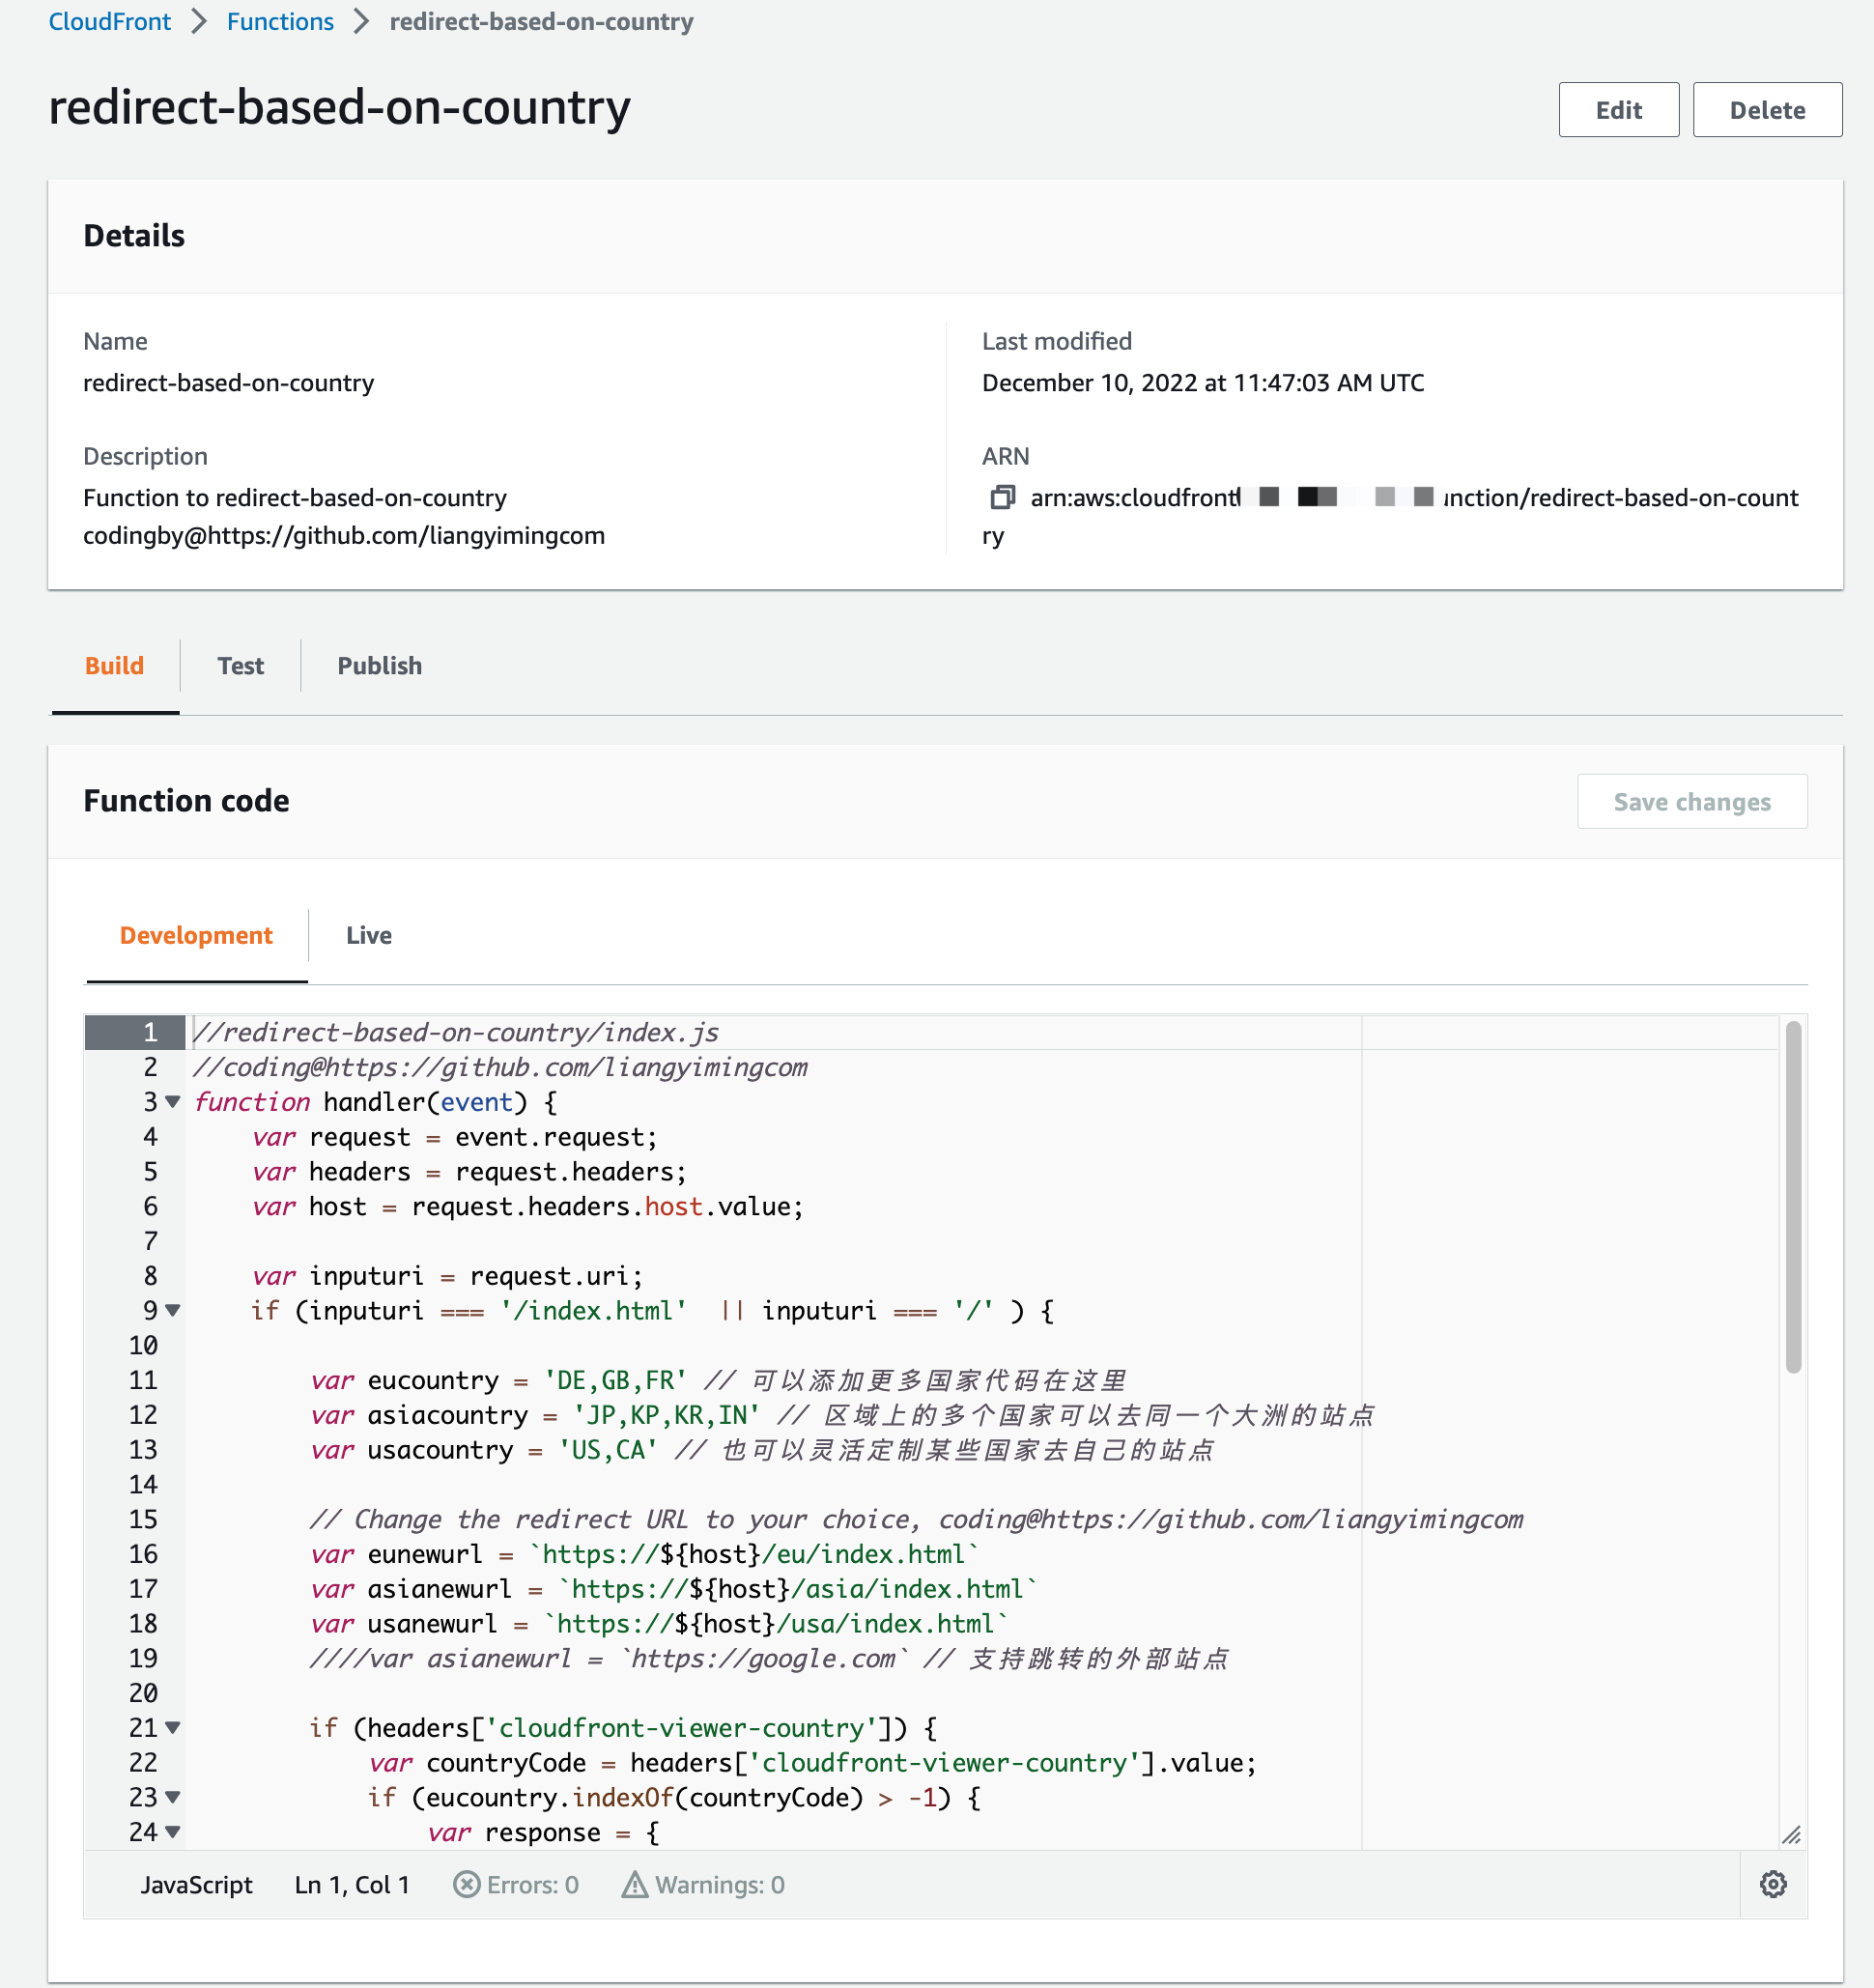 CloudFront > Functions > redirect-based-on-country
redirect-based-on-country
Edit
Delete
Details
Name
redirect-based-on-country
Last modified
December 10, 2022 at 11:47:03 AM UTC
Description
Function to redirect-based-on-country
codingby@https://github.com/liangyimingcom
ARN
arn:aws:cloudfront unction/redirect-based-on-count
ry
Build
Test
Publish
Function code
Save changes
Development
Live
1 //redirect-based-on-country/index.js
2 //coding@https://github.com/liangyimingcom
3 function handler(event) {
4     var request = event.request;
5     var headers = request.headers;
6     var host = request.headers.host.value;
7
8     var inputuri = request.uri;
9     if (inputuri === '/index.html'  || inputuri === '/' ) {
10
11         var eucountry = 'DE,GB,FR' // 可以添加更多国家代码在这里
12         var asiacountry = 'JP,KP,KR,IN' // 区域上的多个国家可以去同一个大洲的站点
13         var usacountry = 'US,CA' // 也可以灵活定制某些国家去自己的站点
14
15         // Change the redirect URL to your choice, coding@https://github.com/liangyimingcom
16         var eunewurl = `https://${host}/eu/index.html`
17         var asianewurl = `https://${host}/asia/index.html`
18         var usanewurl = `https://${host}/usa/index.html`
19         ////var asianewurl = `https://google.com` // 支持跳转的外部站点
20
21         if (headers['cloudfront-viewer-country']) {
22             var countryCode = headers['cloudfront-viewer-country'].value;
23             if (eucountry.indexOf(countryCode) > -1) {
24                 var response = {
JavaScript
Ln 1, Col 1
Errors: 0
Warnings: 0